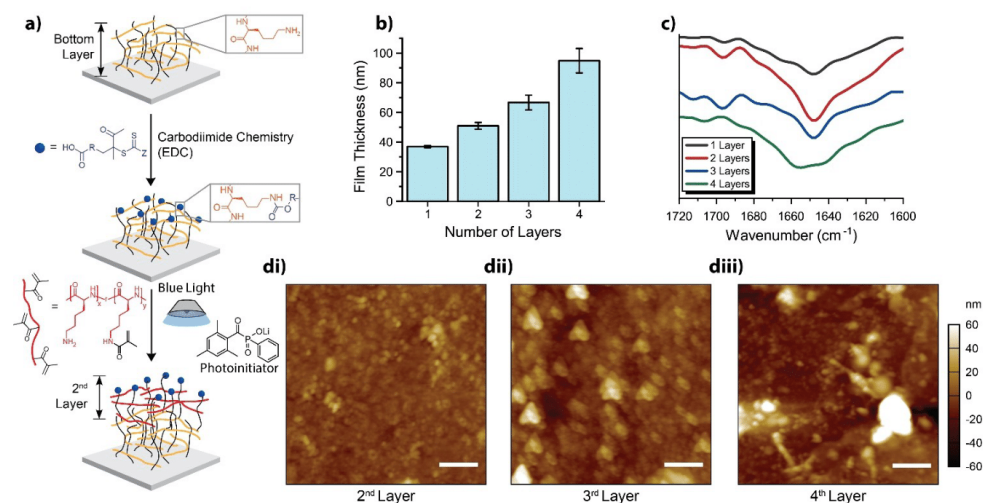 a)
Bottom
Layer
NH2
Carbodiimide Chemistry
(EDC)
Blue Light
Photoinitiator
2nd
Layer
b)
Film Thickness (nm)
100
80
60
40
20
0
1
2
3
4
Number of Layers
c)
1 Layer
2 Layers
3 Layers
4 Layers
1720
1700
1680
1660
1640
1620
1600
Wavenumber (cm-1)
di)
2nd Layer
dii)
3rd Layer
diii)
4th Layer
nm
60
40
20
0
-20
-40
-60